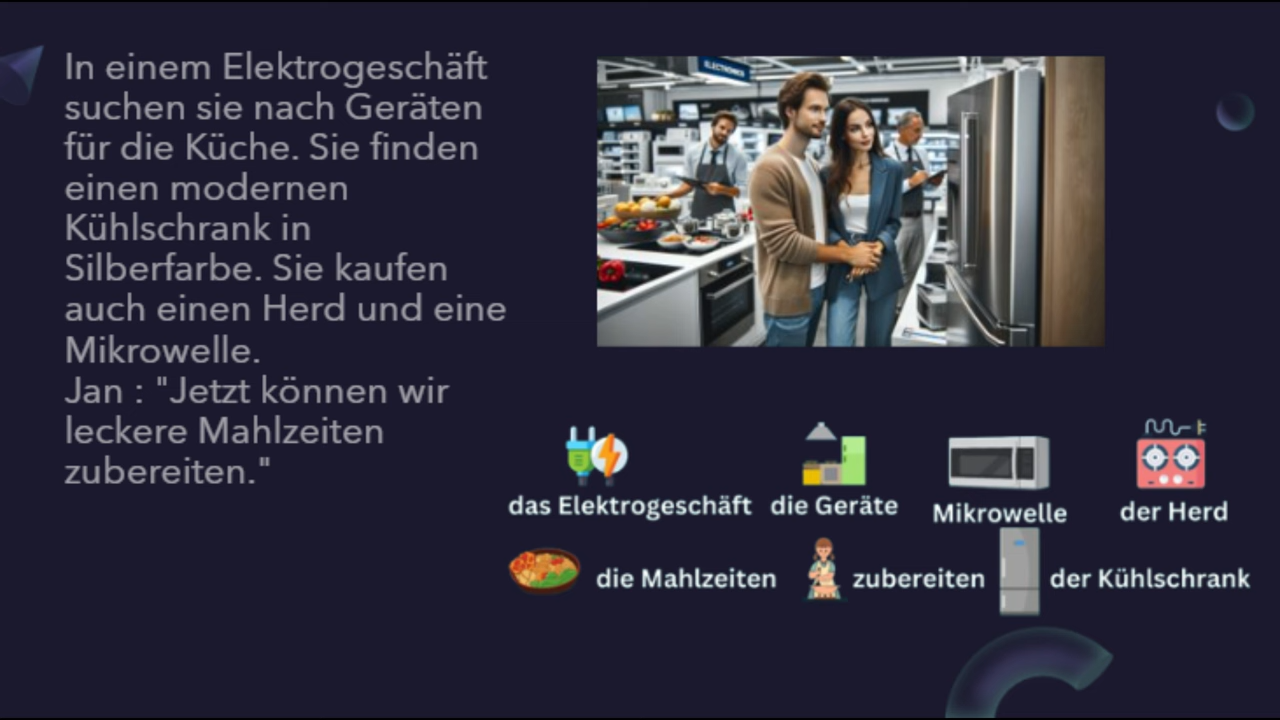 In einem Elektrogeschäft
suchen sie nach Geräten
für die Küche. Sie finden
einen modernen
Kühlschrank in
Silberfarbe. Sie kaufen
auch einen Herd und eine
Mikrowelle.
Jan : "Jetzt können wir
leckere Mahlzeiten
zubereiten."
ELECTRONICS
das Elektrogeschäft
die Geräte
Mikrowelle
der Herd
die Mahlzeiten
zubereiten
der Kühlschrank